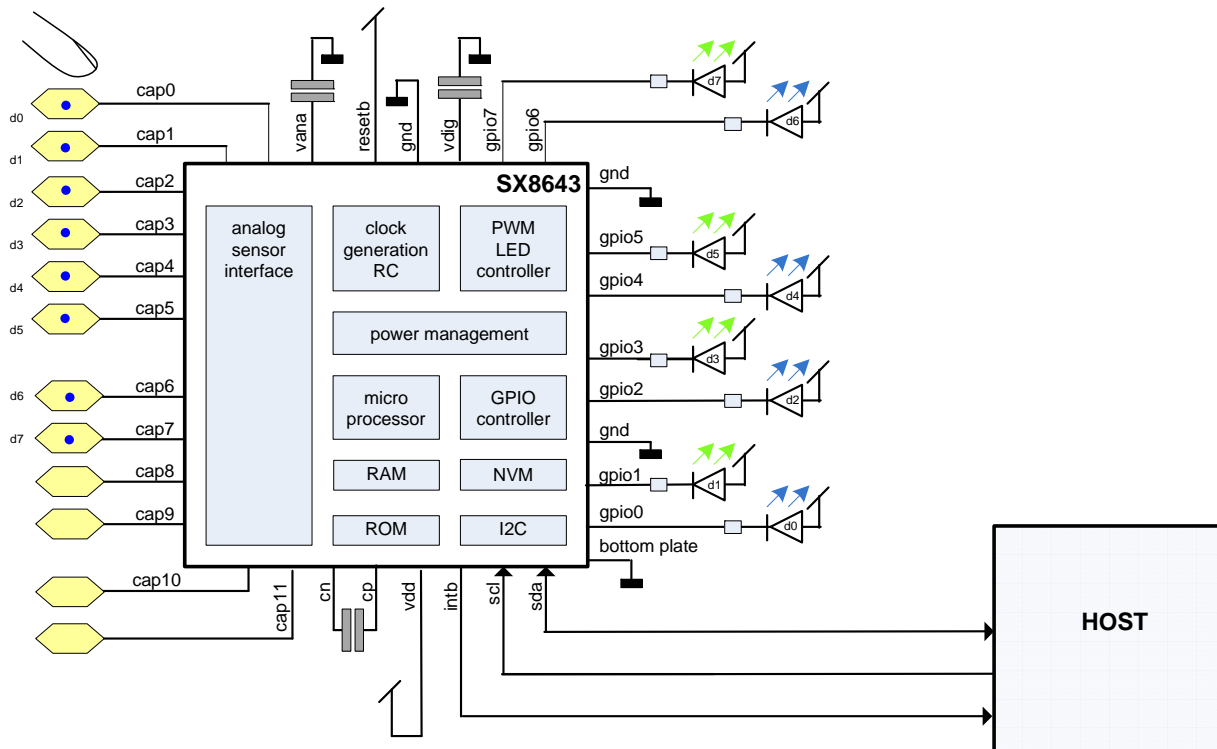 cap0
d0
cap1
d1
cap2
d2
cap3
d3
cap4
d4
cap5
d5
cap6
d6
cap7
d7
cap8
cap9
cap10
cap11
vana
resetb
gnd
vdig
gpio7
gpio6
d7
d6
SX8643
analog
sensor
interface
clock
generation
RC
PWM
LED
controller
power management
micro
processor
GPIO
controller
RAM
NVM
ROM
I2C
gnd
gpio5
d5
gpio4
d4
gpio3
d3
gpio2
d2
gnd
gpio1
d1
gpio0
d0
bottom plate
cn
cp
vdd
intb
scl
sda
HOST